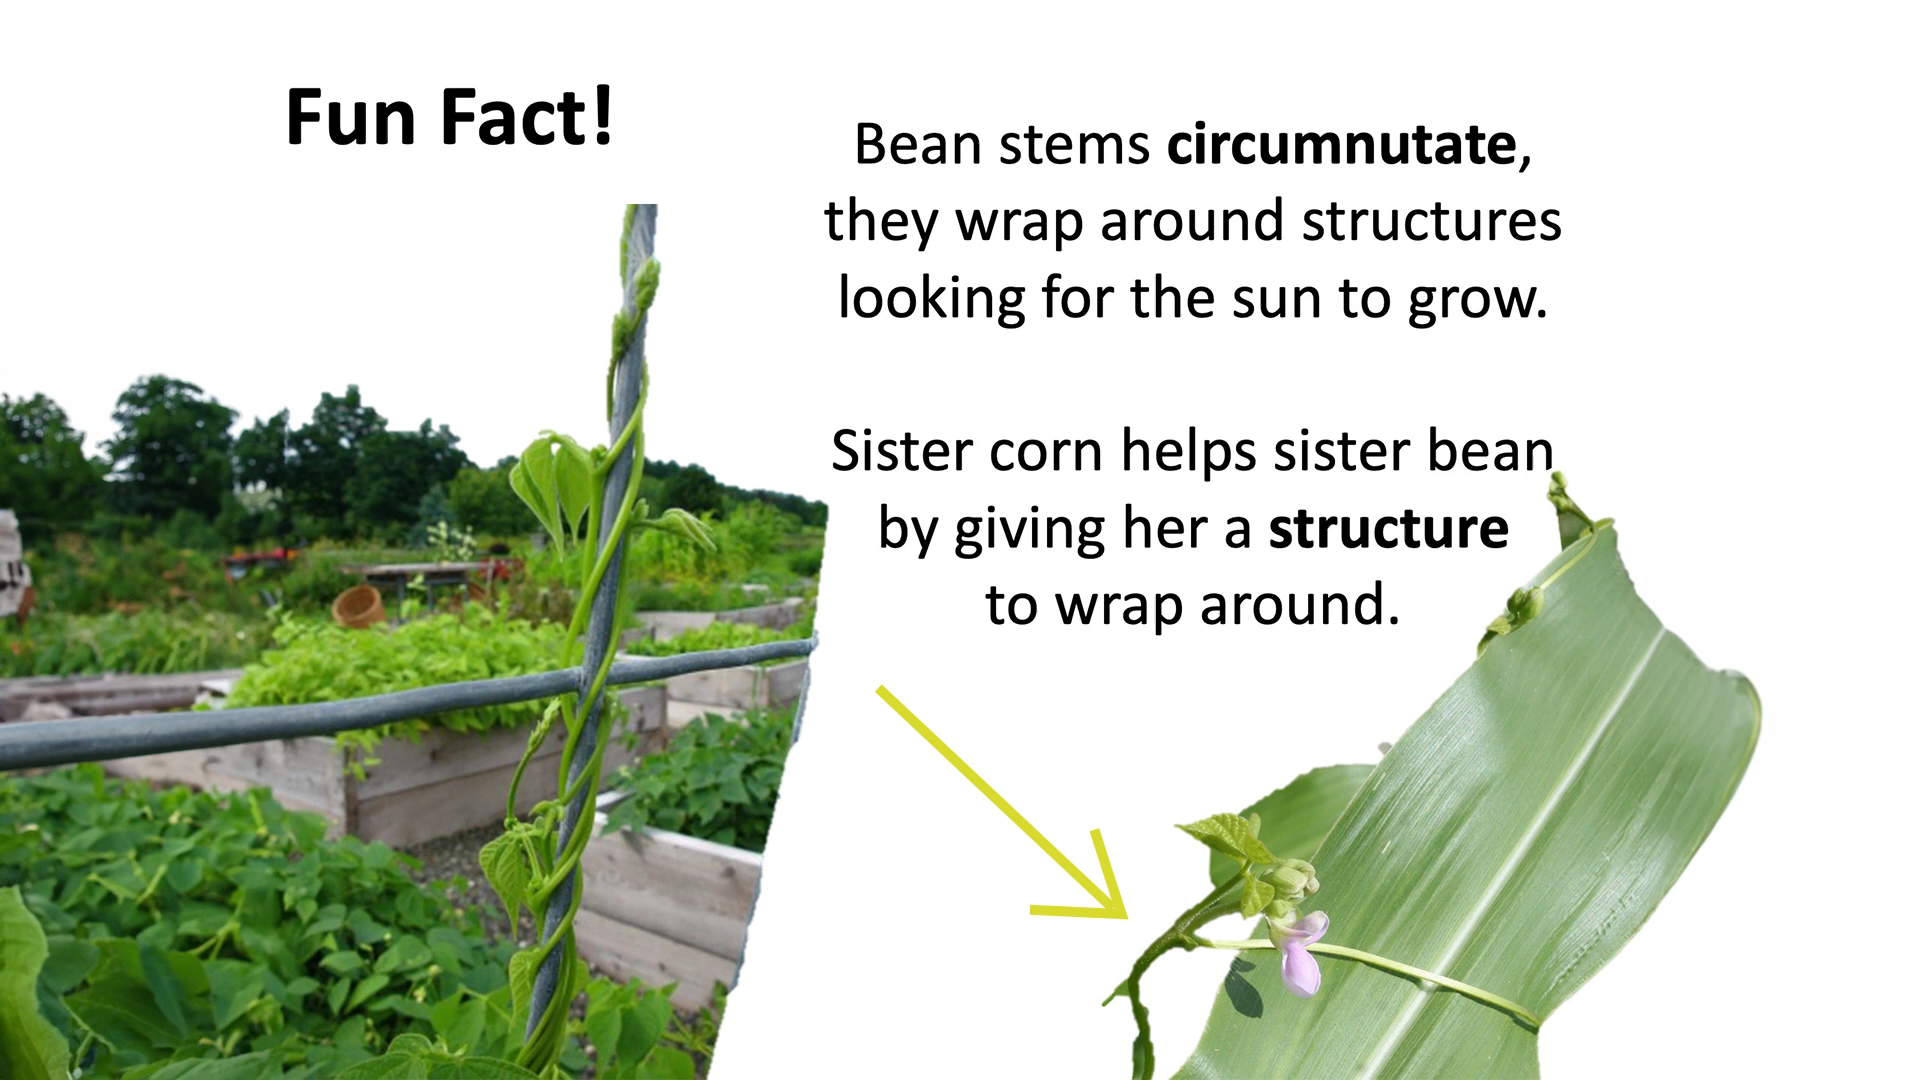 Fun Fact!
Bean stems circumnutate,
they wrap around structures
looking for the sun to grow.
Sister corn helps sister bean
by giving her a structure
to wrap around.